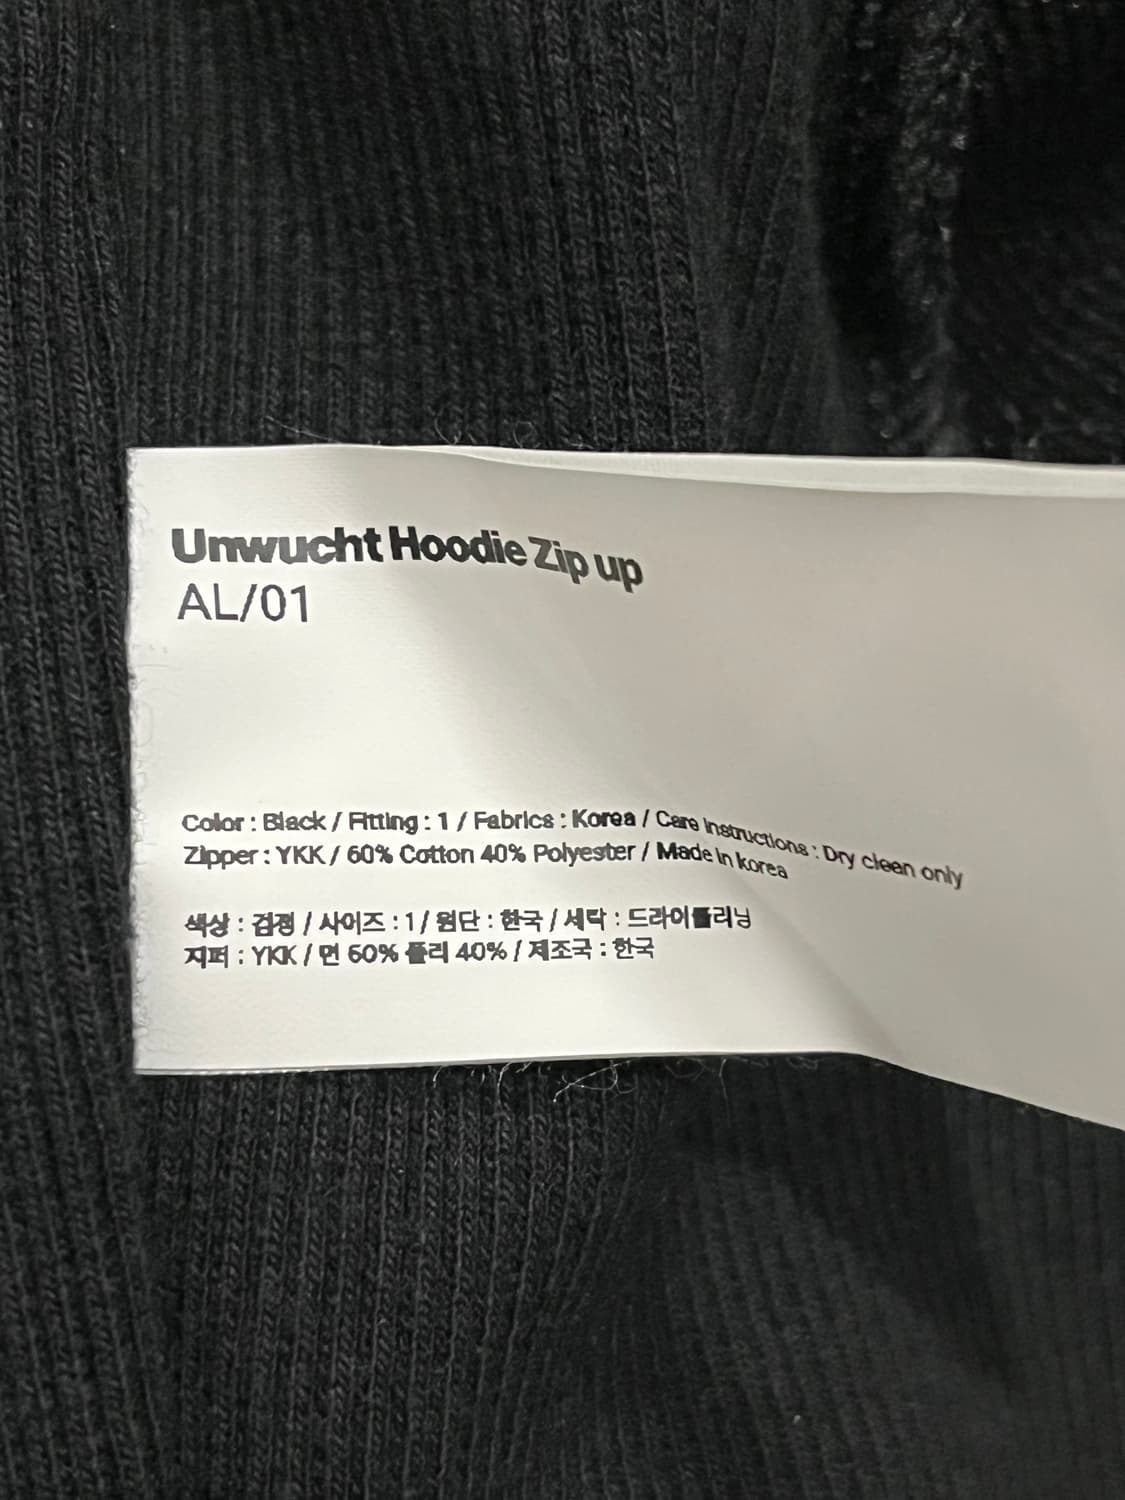 Unwucht Hoodie Zip up
AL/01
Color : Black / Fitting : 1 / Fabrics : Korea / Care instructions : Dry clean only
Zipper : YKK / 60% Cotton 40% Polyester / Made in korea
색상 : 검정 / 사이즈 : 1 / 원단 : 한국 / 세탁 : 드라이클리닝
지퍼 : YKK / 면 60% 폴리 40% / 제조국 : 한국